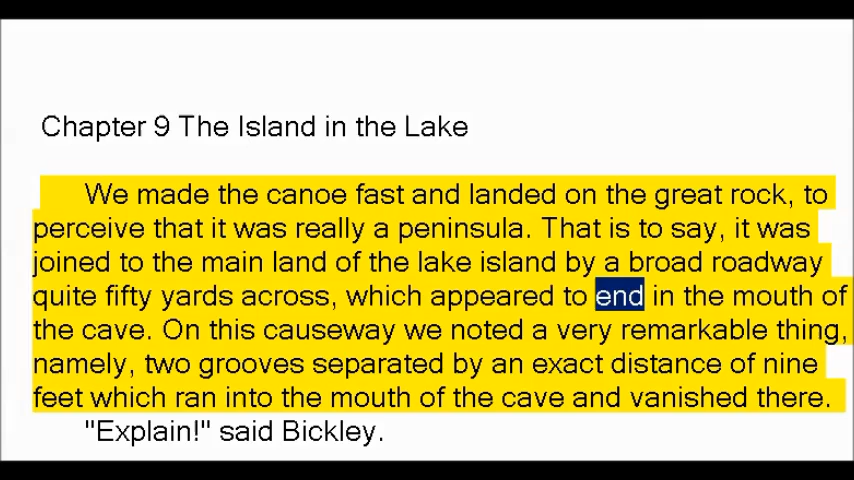 Chapter 9 The Island in the Lake
We made the canoe fast and landed on the great rock, to
perceive that it was really a peninsula. That is to say, it was
joined to the main land of the lake island by a broad roadway
quite fifty yards across, which appeared to end in the mouth of
the cave. On this causeway we noted a very remarkable thing,
namely, two grooves separated by an exact distance of nine
feet which ran into the mouth of the cave and vanished there.
"Explain!" said Bickley.